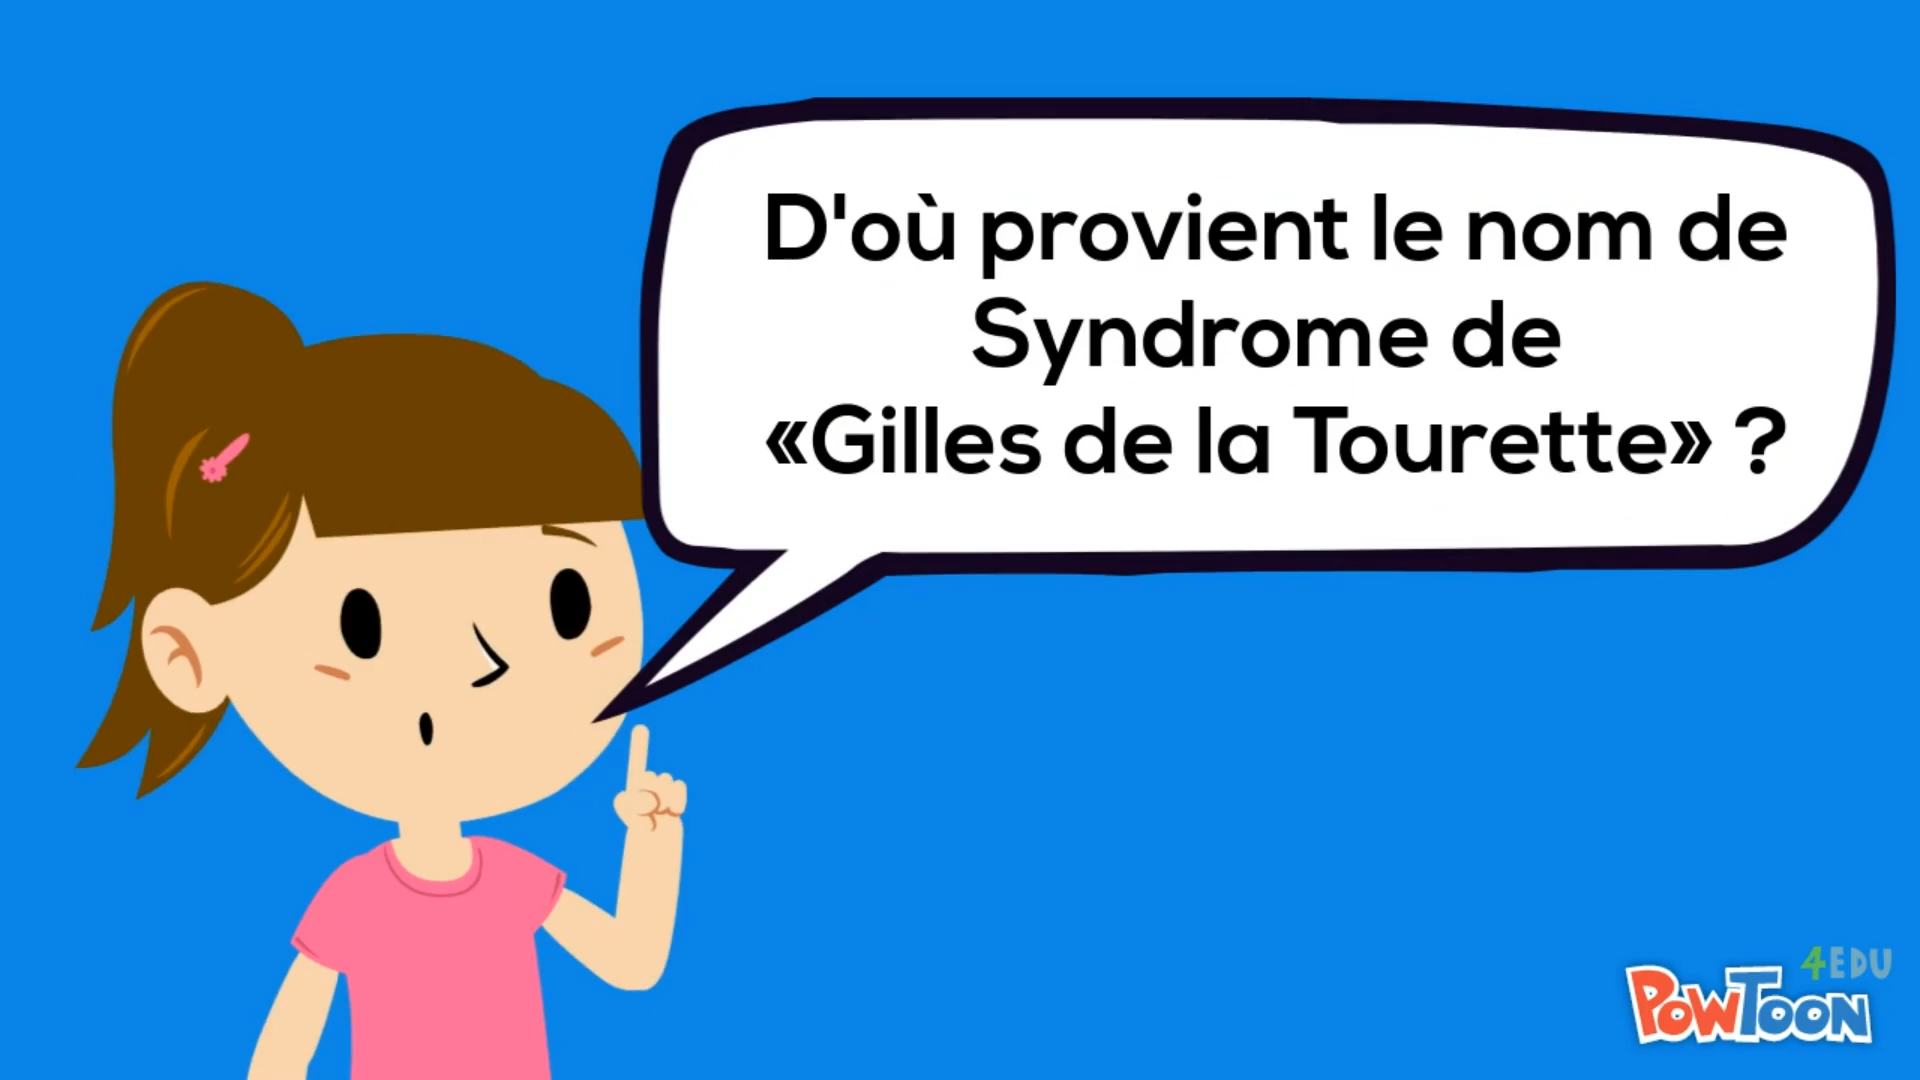 D'où provient le nom de
Syndrome de
«Gilles de la Tourette» ?
4EDU
POWTOON